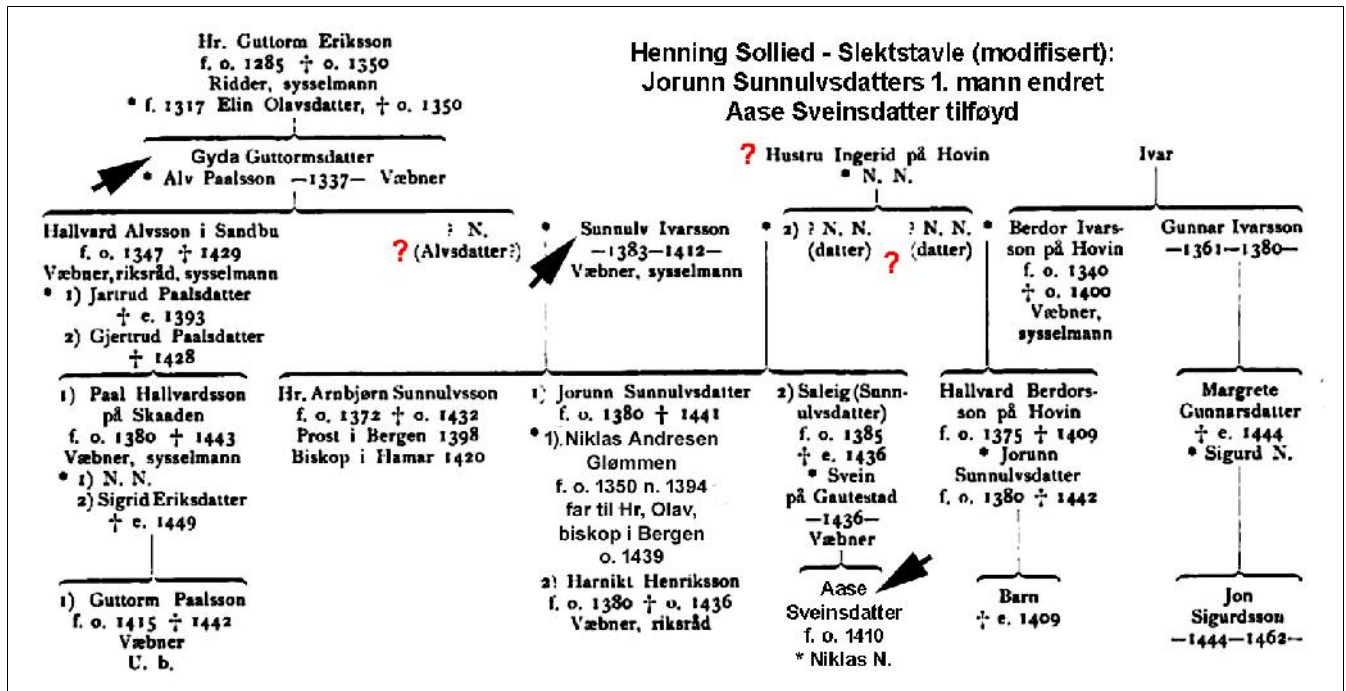 Henning Sollied - Slektstavle (modifisert):
Jorunn Sunnulvsdatters 1. mann endret
Aase Sveinsdatter tilføyd
Hr. Guttorm Eriksson
f. o. 1285 † o. 1350
Ridder, sysselmann
* f. 1317 Elin Olavsdatter, † o. 1350
Gyda Guttormsdatter
* Alv Paalsson —1337— Væbner
? Hustru Ingerid på Hovin
* N. N.
Ivar
Hallvard Alvsson i Sandbu
f. o. 1347 † 1429
Væbner, riksråd, sysselmann
* 1) Jartrud Paalsdatter
† e. 1393
2) Gjertrud Paalsdatter
† 1428
? N.
? (Alvsdatter?)
* Sunnulv Ivarsson
—1383—1412—
Væbner, sysselmann
* 2) ? N. N.
(datter)
? N. N.
? (datter)
* Berdor Ivars-
son på Hovin
f. o. 1340
† o. 1400
Væbner,
sysselmann
Gunnar Ivarsson
—1361—1380—
1) Paal Hallvardsson
på Skaaden
f. o. 1380 † 1443
Væbner, sysselmann
* 1) N. N.
2) Sigrid Eriksdatter
† e. 1449
Hr. Arnbjørn Sunnulvsson
f. o. 1372 † o. 1432
Prost i Bergen 1398
Biskop i Hamar 1420
1) Jorunn Sunnulvsdatter
f. o. 1380 † 1441
* 1). Niklas Andresen
Glømmen
f. o. 1350 n. 1394
far til Hr, Olav,
biskop i Bergen
o. 1439
2) Harnikt Henriksson
f. o. 1380 † o. 1436
Væbner, riksråd
2) Saleig (Sunn-
ulvsdatter)
f. o. 1385
† e. 1436
* Svein
på Gautestad
—1436—
Væbner
Hallvard Berdors-
son på Hovin
f. o. 1375 † 1409
* Jorunn
Sunnulvsdatter
f. o. 1380 † 1442
Margrete
Gunnarsdatter
† e. 1444
* Sigurd N.
1) Guttorm Paalsson
f. o. 1415 † 1442
Væbner
U. b.
Aase
Sveinsdatter
f. o. 1410
* Niklas N.
Barn
† e. 1409
Jon
Sigurdsson
—1444—1462—